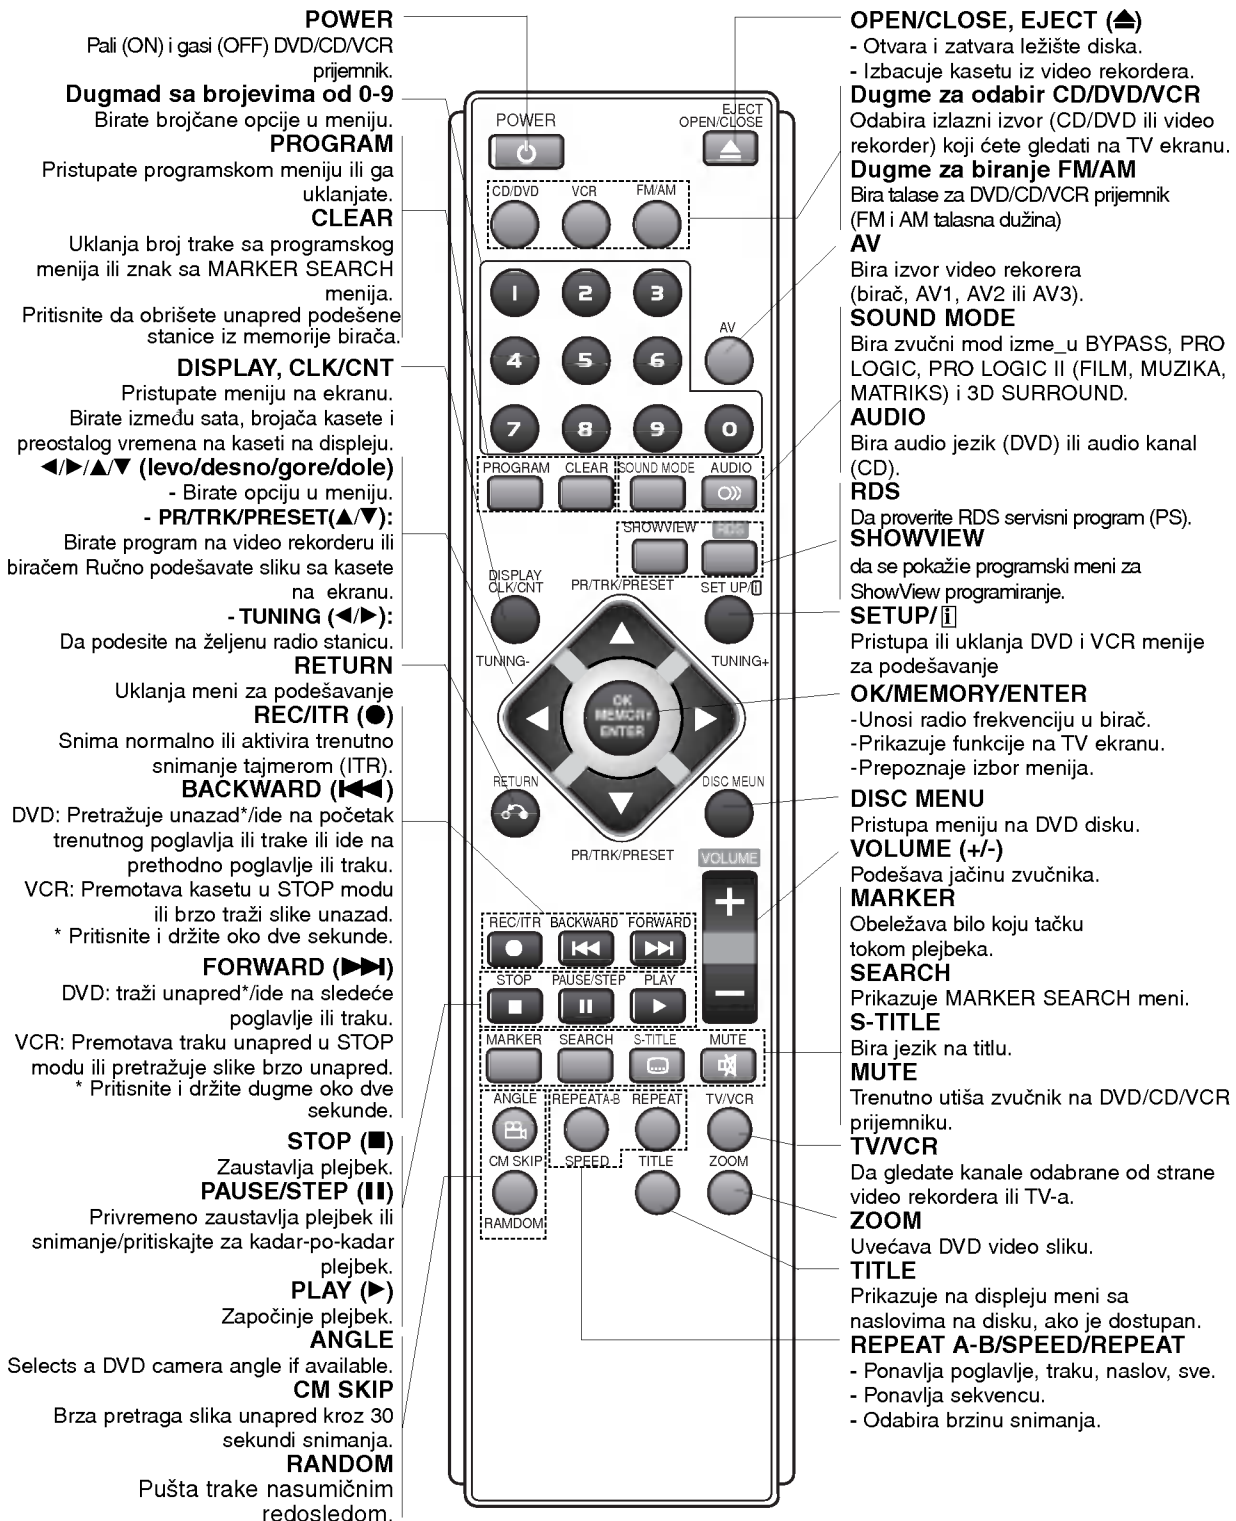 POWER
Pali (ON) i gasi (OFF) DVD/CD/VCR
prijemnik.
Dugmad sa brojevima od 0-9
Birate brojčane opcije u meniju.
PROGRAM
Pristupate programskom meniju ili ga
uklanjate.
CLEAR
Uklanja broj trake sa programskog
menija ili znak sa MARKER SEARCH
menija.
Pritisnite da obrišete unapred podešene
stanice iz memorije birača.
DISPLAY, CLK/CNT
Pristupate meniju na ekranu.
Birate između sata, brojača kasete i
preostalog vremena na kaseti na displeju.
◀/▶/▲/▼ (levo/desno/gore/dole)
- Birate opciju u meniju.
- PR/TRK/PRESET(▲/▼):
Birate program na video rekorderu ili
biračem Ručno podešavate sliku sa kasete
na ekranu.
- TUNING (◀/▶):
Da podesite na željenu radio stanicu.
RETURN
Uklanja meni za podešavanje
REC/ITR (●)
Snima normalno ili aktivira trenutno
snimanje tajmerom (ITR).
BACKWARD (|◀◀)
DVD: Pretražuje unazad*/ide na početak
trenutnog poglavlja ili trake ili ide na
prethodno poglavlje ili traku.
VCR: Premotava kasetu u STOP modu
ili brzo traži slike unazad.
* Pritisnite i držite oko dve sekunde.
FORWARD (▶▶|)
DVD: traži unapred*/ide na sledeće
poglavlje ili traku.
VCR: Premotava traku unapred u STOP
modu ili pretražuje slike brzo unapred.
* Pritisnite i držite dugme oko dve
sekunde.
STOP (■)
Zaustavlja plejbek.
PAUSE/STEP (❚❚)
Privremeno zaustavlja plejbek ili
snimanje/pritiskajte za kadar-po-kadar
plejbek.
PLAY (▶)
Započinje plejbek.
ANGLE
Selects a DVD camera angle if available.
CM SKIP
Brza pretraga slika unapred kroz 30
sekundi snimanja.
RANDOM
Pušta trake nasumičnim
redosledom.
POWER
EJECT
OPEN/CLOSE
CD/DVD VCR FM/AM
1 2 3
AV
4 5 6
7 8 9 0
PROGRAM CLEAR SOUND MODE AUDIO
SHOWVIEW RDS
DISPLAY
CLK/CNT
PR/TRK/PRESET
SET UP/i
TUNING-
TUNING+
OK
MEMORY
ENTER
RETURN
DISC MEUN
PR/TRK/PRESET
VOLUME
+
−
REC/ITR BACKWARD FORWARD
STOP PAUSE/STEP PLAY
MARKER SEARCH S-TITLE MUTE
ANGLE REPEATA-B REPEAT TV/VCR
CM SKIP SPEED TITLE ZOOM
RAMDOM
OPEN/CLOSE, EJECT (⏏)
- Otvara i zatvara ležište diska.
- Izbacuje kasetu iz video rekordera.
Dugme za odabir CD/DVD/VCR
Odabira izlazni izvor (CD/DVD ili video
rekorder) koji ćete gledati na TV ekranu.
Dugme za biranje FM/AM
Bira talase za DVD/CD/VCR prijemnik
(FM i AM talasna dužina)
AV
Bira izvor video rekorera
(birač, AV1, AV2 ili AV3).
SOUND MODE
Bira zvučni mod izme_u BYPASS, PRO
LOGIC, PRO LOGIC II (FILM, MUZIKA,
MATRIKS) i 3D SURROUND.
AUDIO
Bira audio jezik (DVD) ili audio kanal
(CD).
RDS
Da proverite RDS servisni program (PS).
SHOWVIEW
da se pokažie programski meni za
ShowView programiranje.
SETUP/ i
Pristupa ili uklanja DVD i VCR menije
za podešavanje
OK/MEMORY/ENTER
-Unosi radio frekvenciju u birač.
-Prikazuje funkcije na TV ekranu.
-Prepoznaje izbor menija.
DISC MENU
Pristupa meniju na DVD disku.
VOLUME (+/-)
Podešava jačinu zvučnika.
MARKER
Obeležava bilo koju tačku
tokom plejbeka.
SEARCH
Prikazuje MARKER SEARCH meni.
S-TITLE
Bira jezik na titlu.
MUTE
Trenutno utiša zvučnik na DVD/CD/VCR
prijemniku.
TV/VCR
Da gledate kanale odabrane od strane
video rekordera ili TV-a.
ZOOM
Uvećava DVD video sliku.
TITLE
Prikazuje na displeju meni sa
naslovima na disku, ako je dostupan.
REPEAT A-B/SPEED/REPEAT
- Ponavlja poglavlje, traku, naslov, sve.
- Ponavlja sekvencu.
- Odabira brzinu snimanja.